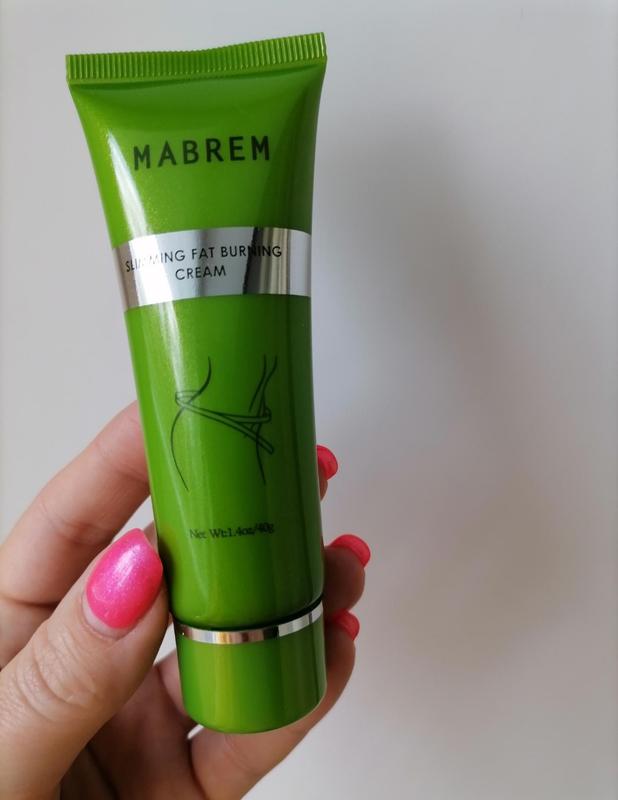 MABREM
SLIMMING FAT BURNING
CREAM
Net Wt:1.4oz/40g